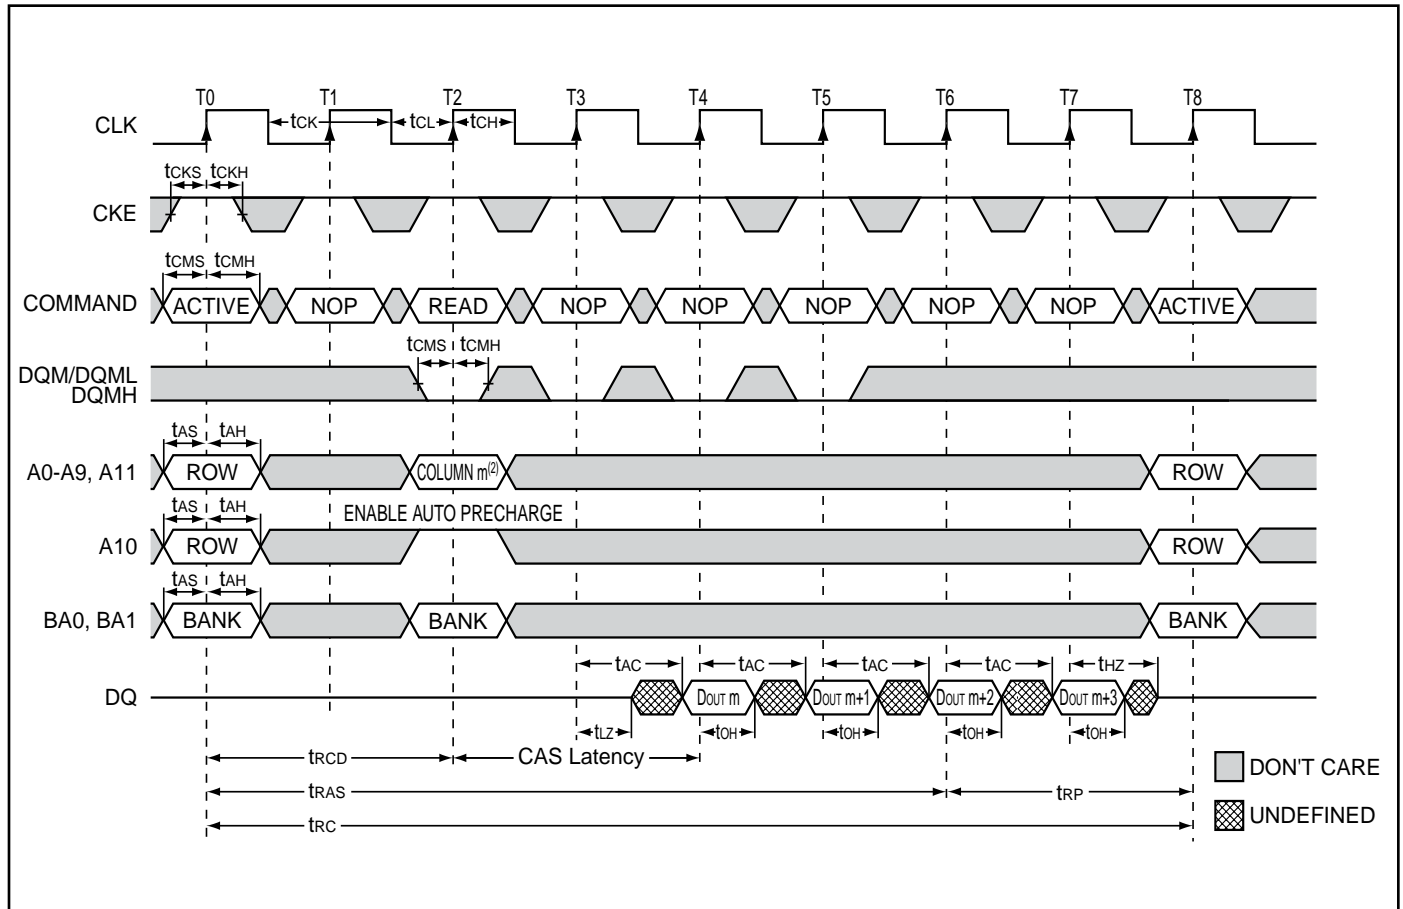 T0 T1 T2 T3 T4 T5 T6 T7 T8
CLK tCK tCL tCH
tCKS tCKH
CKE
tCMS tCMH
COMMAND ACTIVE NOP READ NOP NOP NOP NOP NOP ACTIVE
tCMS tCMH
DQM/DQML
DQMH
tAS tAH
A0-A9, A11 ROW COLUMN m(2) ROW
tAS tAH ENABLE AUTO PRECHARGE
A10 ROW ROW
tAS tAH
BA0, BA1 BANK BANK BANK
tAC tAC tAC tAC tHZ
DQ DOUT m DOUT m+1 DOUT m+2 DOUT m+3
tLZ tOH tOH tOH tOH
tRCD CAS Latency
DON'T CARE
tRAS tRP
UNDEFINED
tRC